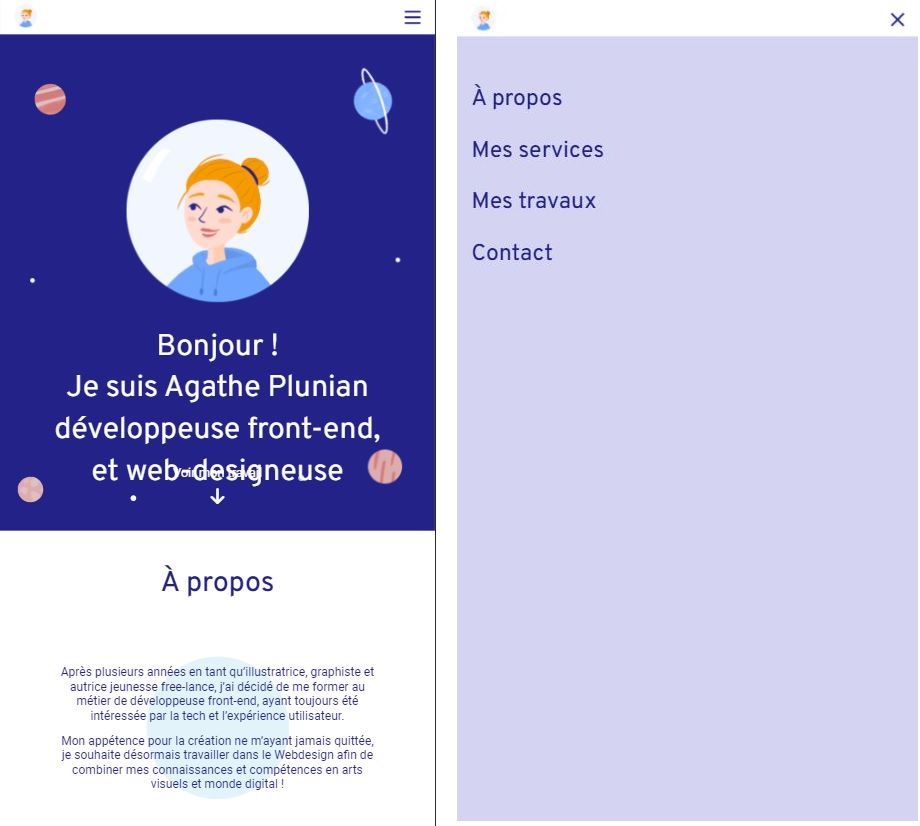 Bonjour !
Je suis Agathe Plunian
développeuse front-end,
et web-designeuse
Voir mon travail
À propos
Après plusieurs années en tant qu'illustratrice, graphiste et
autrice jeunesse free-lance, j'ai décidé de me former au
métier de développeuse front-end, ayant toujours été
intéressée par la tech et l'expérience utilisateur.
Mon appétence pour la création ne m'ayant jamais quittée,
je souhaite désormais travailler dans le Webdesign afin de
combiner mes connaissances et compétences en arts
visuels et monde digital !
À propos
Mes services
Mes travaux
Contact